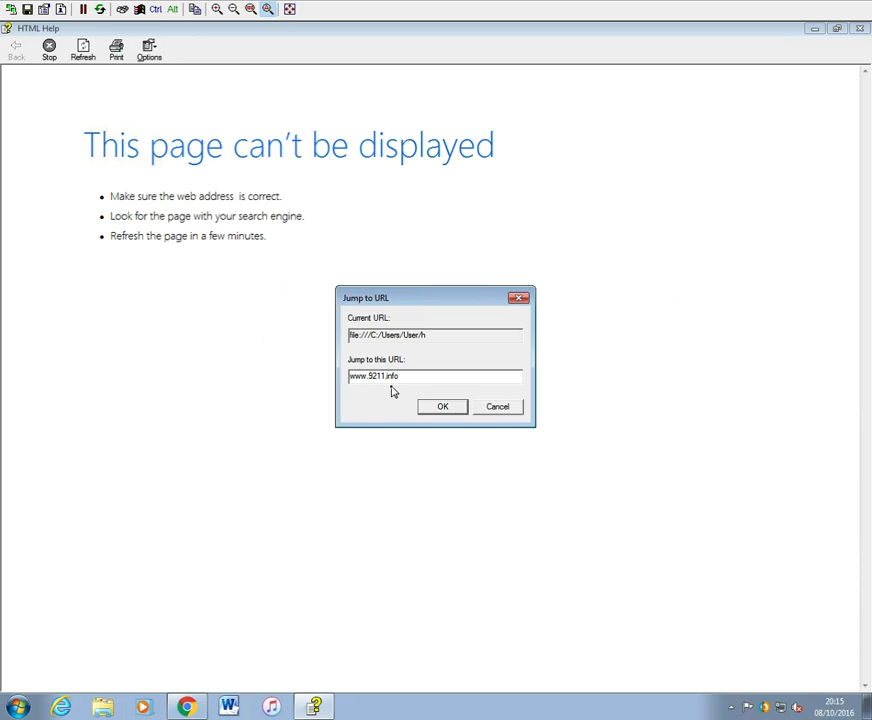 Ctrl Alt
HTML Help
Back Stop Refresh Print Options
This page can't be displayed
Make sure the web address is correct.
Look for the page with your search engine.
Refresh the page in a few minutes.
Jump to URL
Current URL:
file:///C:/Users/User/h
Jump to this URL:
www.9211.info
OK Cancel
20:15
08/10/2016